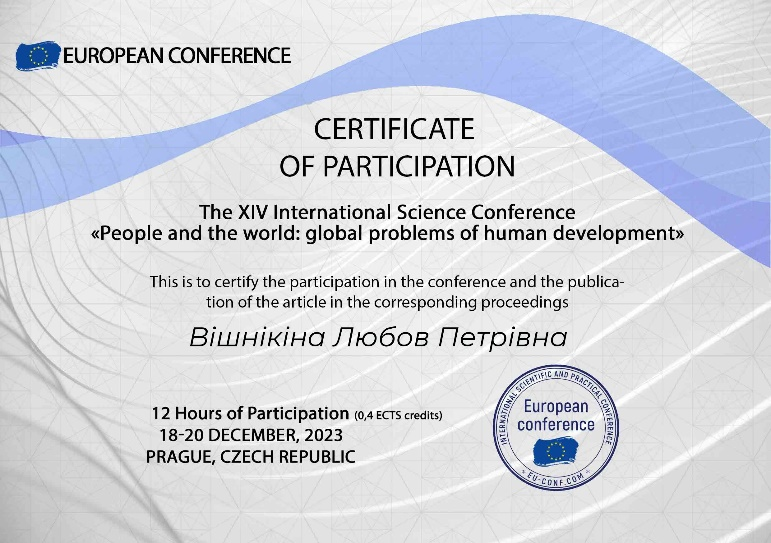 EUROPEAN CONFERENCE
CERTIFICATE
OF PARTICIPATION
The XIV International Science Conference
«People and the world: global problems of human development»
This is to certify the participation in the conference and the publica-
tion of the article in the corresponding proceedings
Вішнікіна Любов Петрівна
12 Hours of Participation (0,4 ECTS credits)
18-20 DECEMBER, 2023
PRAGUE, CZECH REPUBLIC
INTERNATIONAL SCIENTIFIC AND PRACTICAL CONFERENCE
European
conference
EU-CONF.COM